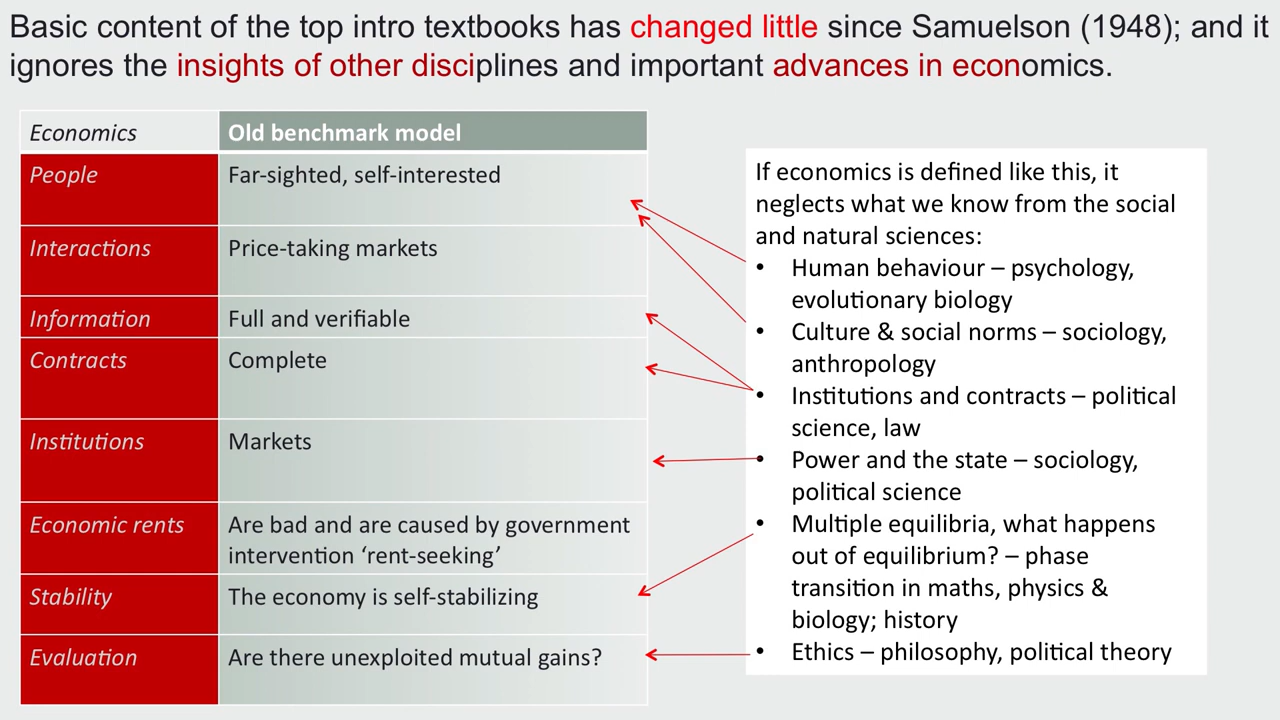 Basic content of the top intro textbooks has changed little since Samuelson (1948); and it
ignores the insights of other disciplines and important advances in economics.
Economics
Old benchmark model
People
Far-sighted, self-interested
Interactions
Price-taking markets
Information
Full and verifiable
Contracts
Complete
Institutions
Markets
Economic rents
Are bad and are caused by government
intervention ‘rent-seeking’
Stability
The economy is self-stabilizing
Evaluation
Are there unexploited mutual gains?
If economics is defined like this, it
neglects what we know from the social
and natural sciences:
• Human behaviour – psychology,
evolutionary biology
• Culture & social norms – sociology,
anthropology
• Institutions and contracts – political
science, law
• Power and the state – sociology,
political science
• Multiple equilibria, what happens
out of equilibrium? – phase
transition in maths, physics &
biology; history
• Ethics – philosophy, political theory